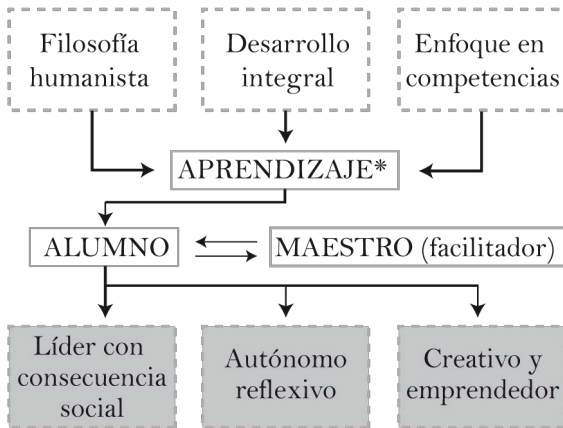 Filosofía
humanista
Desarrollo
integral
Enfoque en
competencias
APRENDIZAJE*
ALUMNO
MAESTRO (facilitador)
Líder con
consecuencia
social
Autónomo
reflexivo
Creativo y
emprendedor